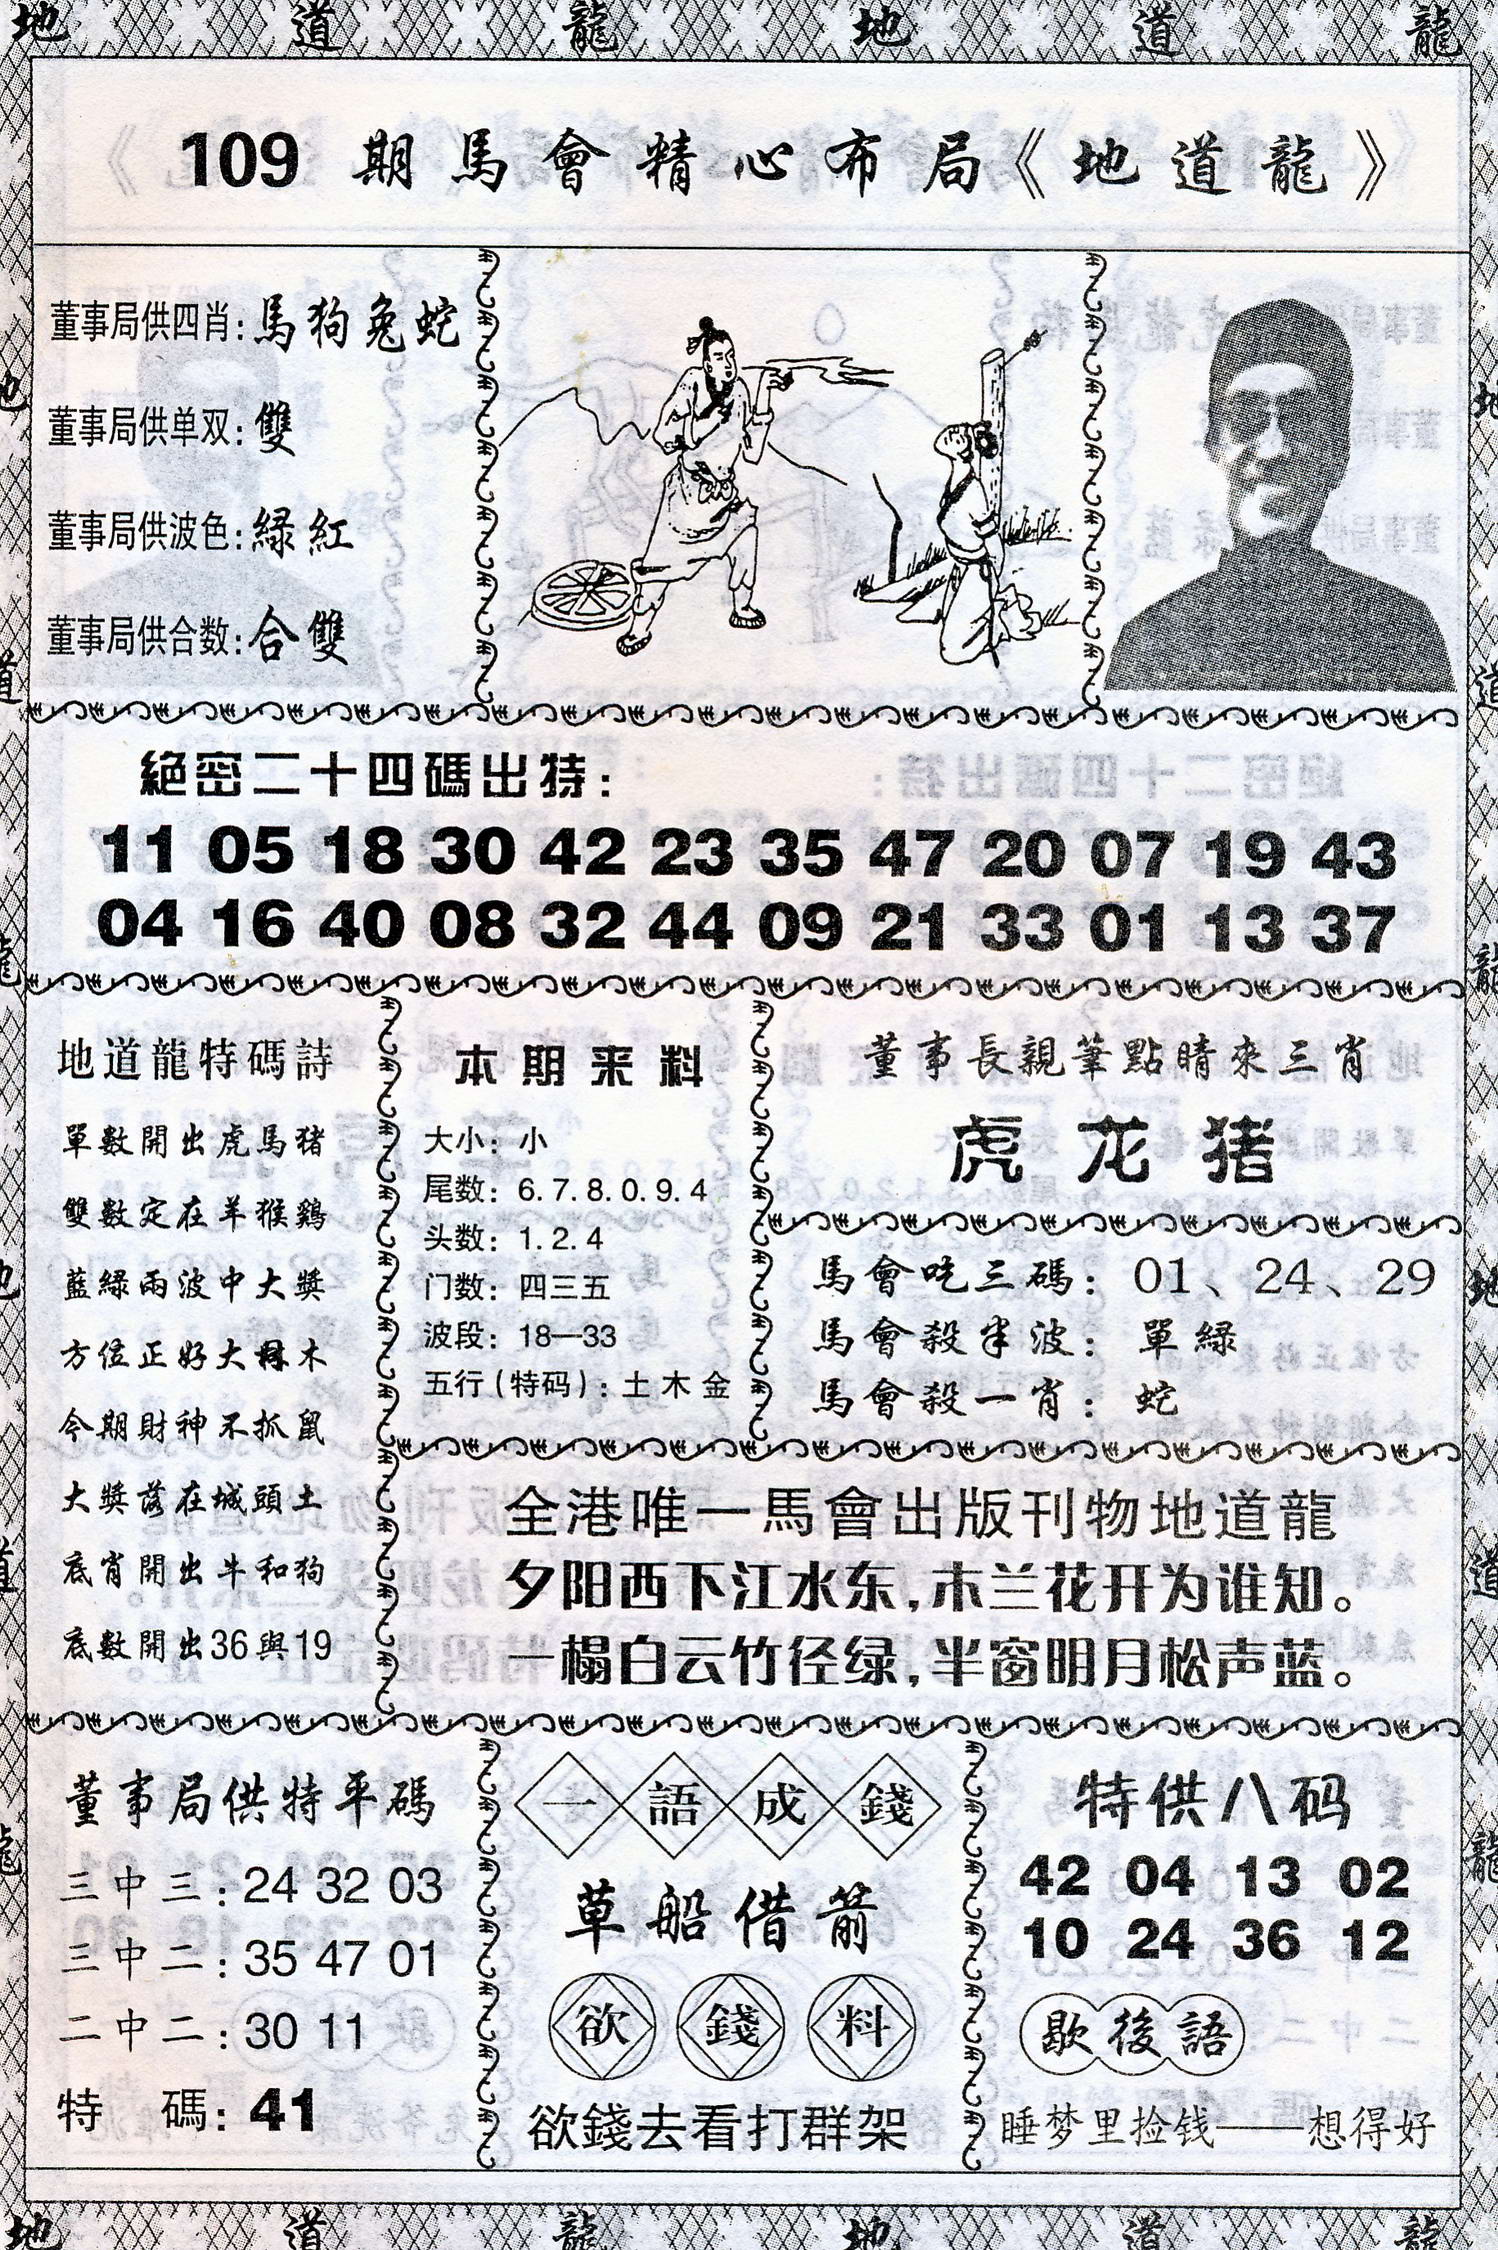 地 道 龍 地 道 龍
109 期馬會精心布局《地道龍》
董事局供四肖:馬狗兔蛇
董事局供单双:雙
董事局供波色:綠紅
董事局供合数:合雙
絕密二十四碼出特:
11 05 18 30 42 23 35 47 20 07 19 43
04 16 40 08 32 44 09 21 33 01 13 37
地道龍特碼詩
單數開出虎馬猪
雙數定在羊猴鷄
藍綠兩波中大獎
方位正好大林木
今期財神不抓鼠
大獎落在城頭土
底肖開出牛和狗
底數開出36與19
本期来料
大小：小
尾数：6.7.8.0.9.4
头数：1.2.4
门数：四三五
波段：18—33
五行(特码)：土木金
董事長親筆點睛來三肖
虎龙猪
馬會吃三碼：01、24、29
馬會殺半波：單綠
馬會殺一肖：蛇
全港唯一馬會出版刊物地道龍
夕阳西下江水东,木兰花开为谁知。
一榻白云竹径绿,半窗明月松声蓝。
董事局供特平碼
三中三:24 32 03
三中二:35 47 01
二中二:30 11
特 碼:41
一語成錢
草船借箭
欲錢料
欲錢去看打群架
特供八码
42 04 13 02
10 24 36 12
歇後語
睡梦里捡钱——想得好
地 道 龍 地 道 龍